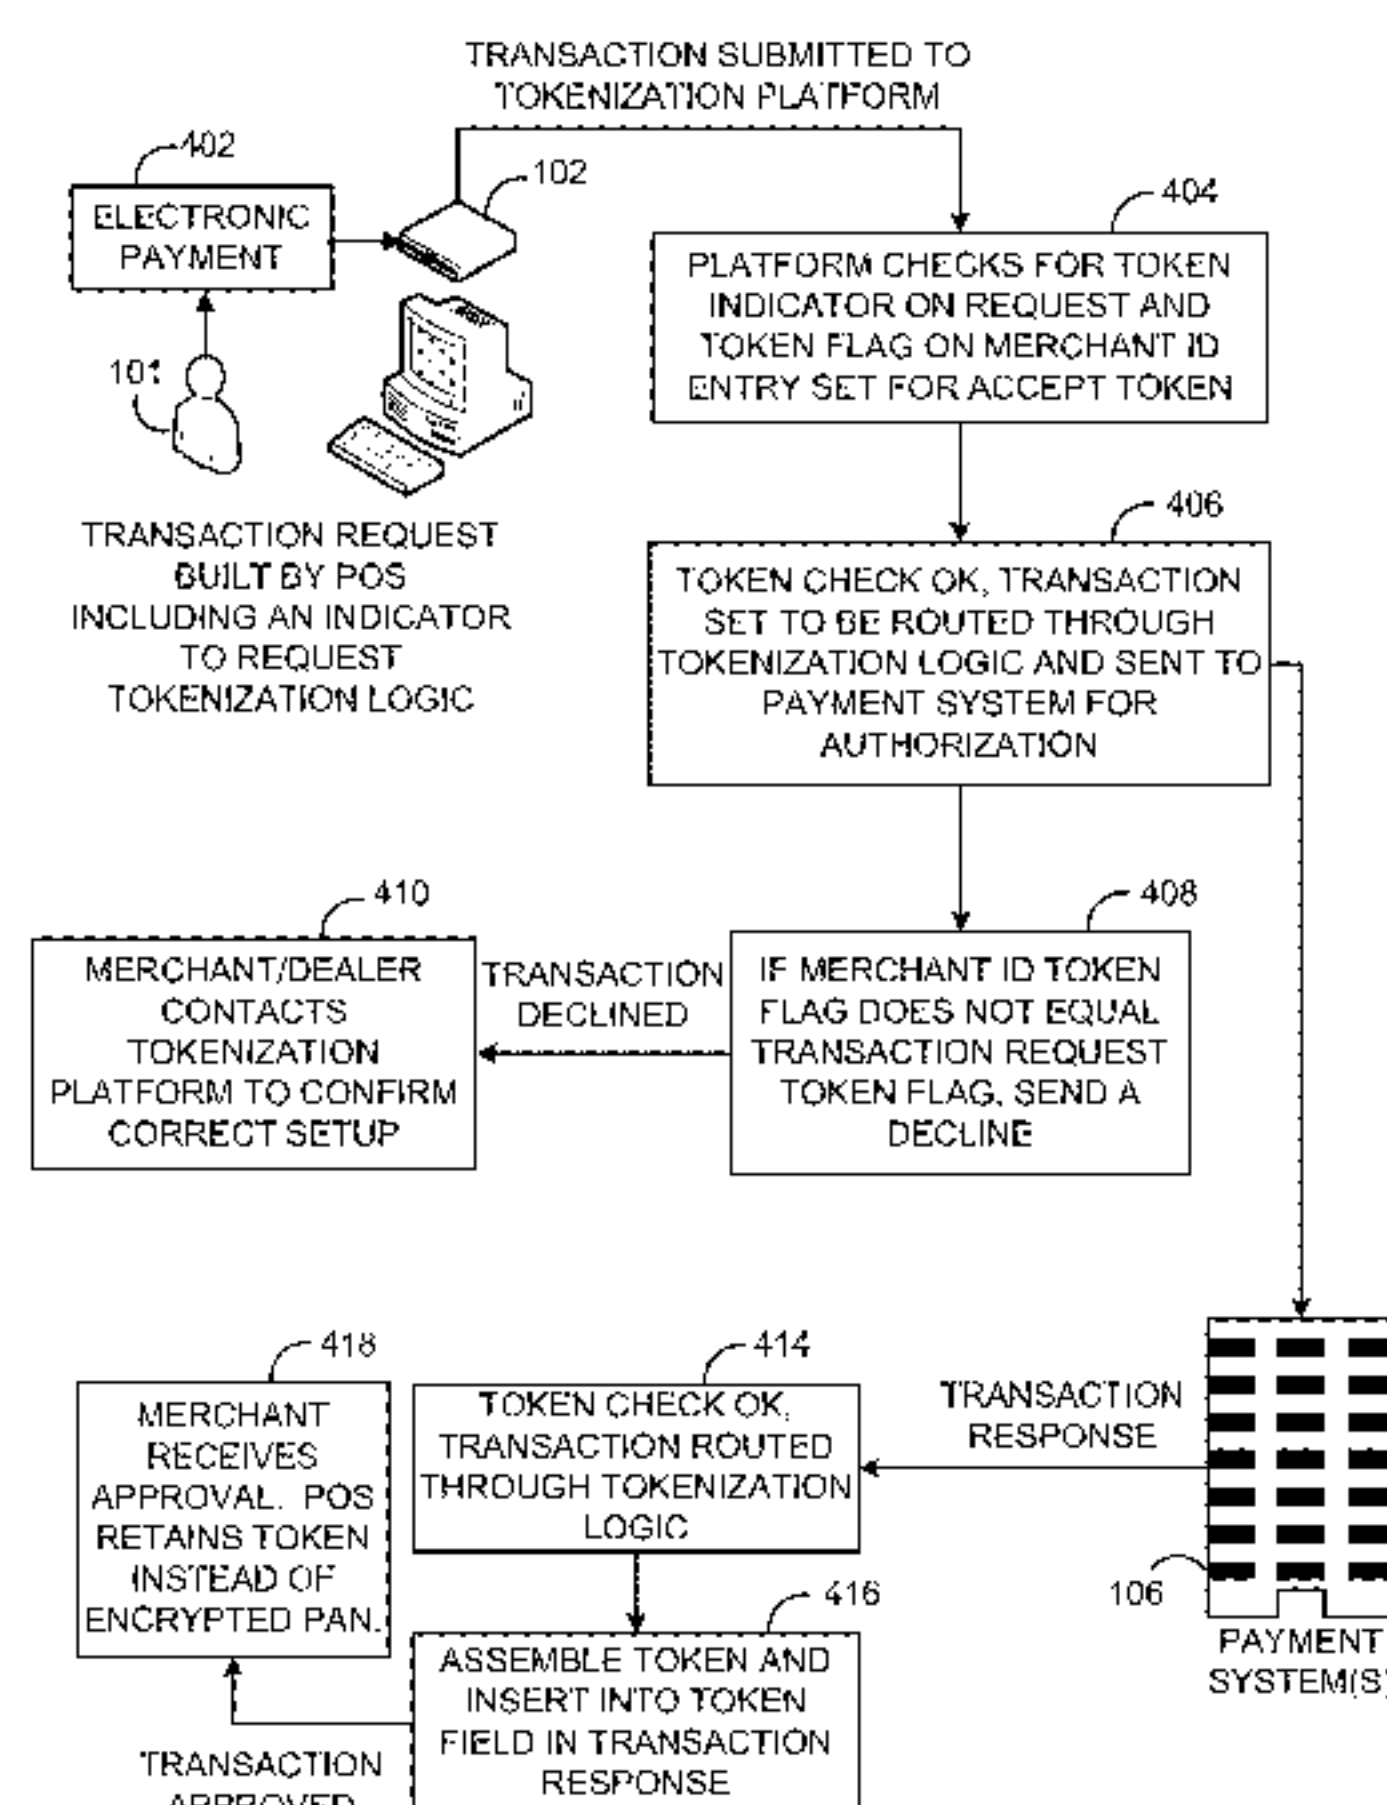 TRANSACTION SUBMITTED TO
TOKENIZATION PLATFORM
402
ELECTRONIC
PAYMENT
102
101
TRANSACTION REQUEST
BUILT BY POS
INCLUDING AN INDICATOR
TO REQUEST
TOKENIZATION LOGIC
404
PLATFORM CHECKS FOR TOKEN
INDICATOR ON REQUEST AND
TOKEN FLAG ON MERCHANT ID
ENTRY SET FOR ACCEPT TOKEN
406
TOKEN CHECK OK, TRANSACTION
SET TO BE ROUTED THROUGH
TOKENIZATION LOGIC AND SENT TO
PAYMENT SYSTEM FOR
AUTHORIZATION
408
IF MERCHANT ID TOKEN
FLAG DOES NOT EQUAL
TRANSACTION REQUEST
TOKEN FLAG, SEND A
DECLINE
TRANSACTION
DECLINED
410
MERCHANT/DEALER
CONTACTS
TOKENIZATION
PLATFORM TO CONFIRM
CORRECT SETUP
106
PAYMENT
SYSTEM(S)
TRANSACTION
RESPONSE
414
TOKEN CHECK OK,
TRANSACTION ROUTED
THROUGH TOKENIZATION
LOGIC
416
ASSEMBLE TOKEN AND
INSERT INTO TOKEN
FIELD IN TRANSACTION
RESPONSE
TRANSACTION
APPROVED
418
MERCHANT
RECEIVES
APPROVAL. POS
RETAINS TOKEN
INSTEAD OF
ENCRYPTED PAN.